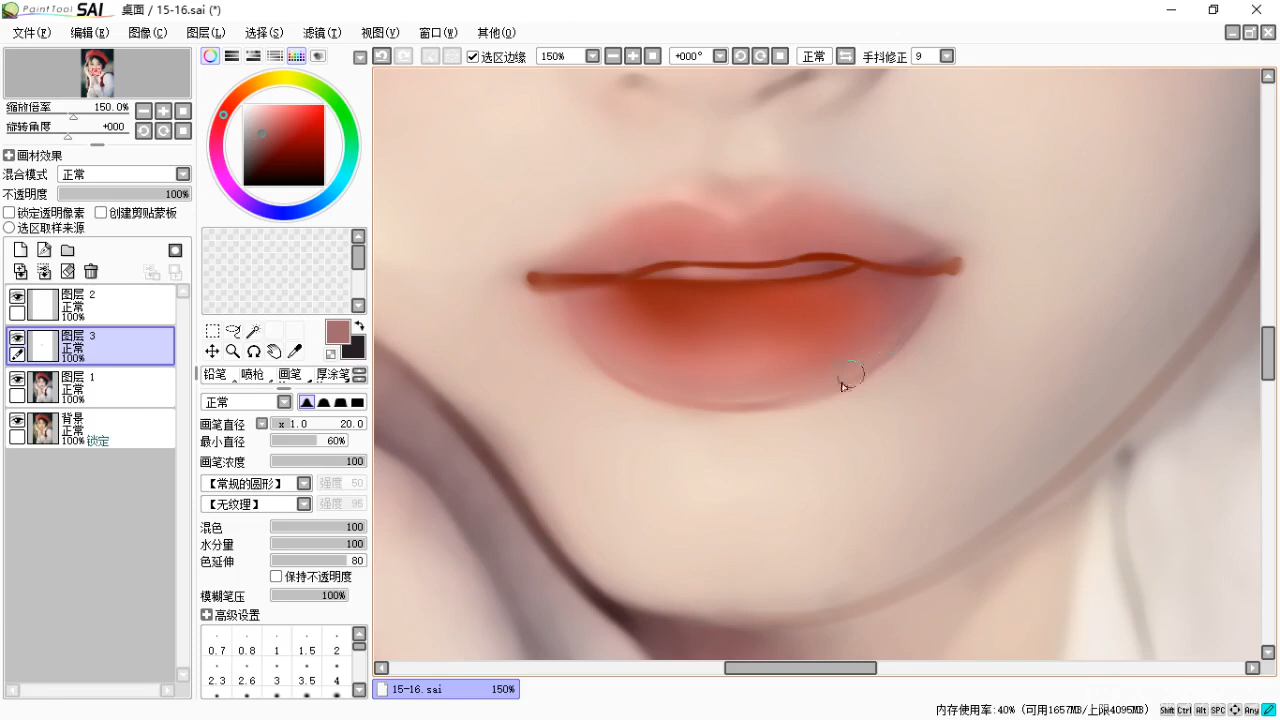 PaintTool SAI 桌面 / 15-16.sai (*)
文件(F) 编辑(E) 图像(C) 图层(L) 选择(S) 滤镜(T) 视图(V) 窗口(W) 其他(O)
选区边缘 150% +000° 正常 手抖修正 9
缩放倍率 150.0%
旋转角度 +000
画材效果
混合模式 正常
不透明度 100%
锁定透明像素 创建剪贴蒙板
选区取样来源
图层 2
正常
100%
图层 3
正常
100%
图层 1
正常
100%
背景
正常
100% 锁定
铅笔 喷枪 画笔 厚涂笔
正常
画笔直径 x 1.0 20.0
最小直径 60%
画笔浓度 100
【常规的圆形】 强度 50
【无纹理】 强度 95
混色 100
水分量 100
色延伸 80
保持不透明度
模糊笔压 100%
高级设置
0.7 0.8 1 1.5 2
2.3 2.6 3 3.5 4
15-16.sai 150%
内存使用率: 40% (可用1657MB/上限4095MB) Shift Ctrl Alt SPC Any